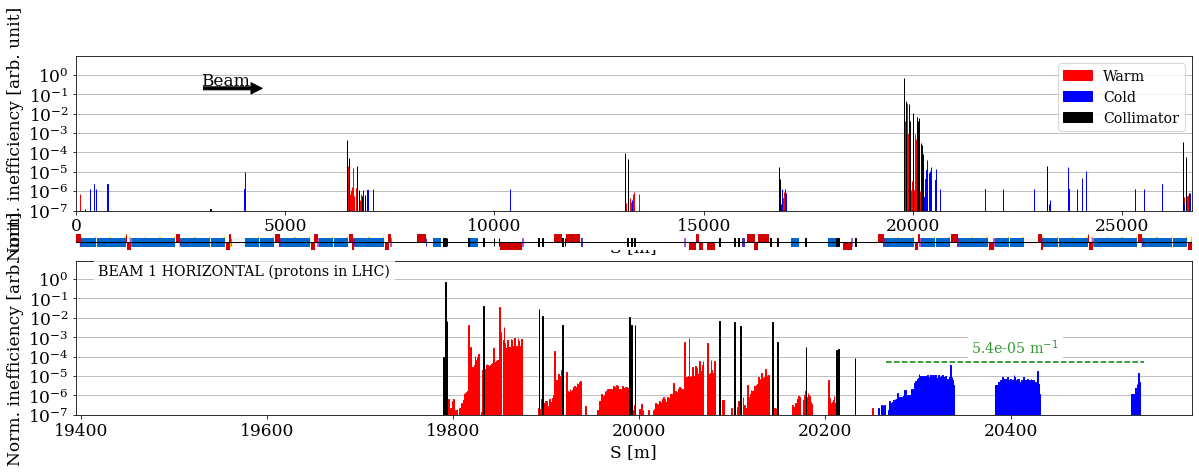 Norm. inefficiency [arb. unit]
10⁰
10⁻¹
10⁻²
10⁻³
10⁻⁴
10⁻⁵
10⁻⁶
10⁻⁷
Beam
Warm
Cold
Collimator
0 5000 10000 15000 20000 25000
S [m]
Norm. inefficiency [arb. unit]
10⁰
10⁻¹
10⁻²
10⁻³
10⁻⁴
10⁻⁵
10⁻⁶
10⁻⁷
BEAM 1 HORIZONTAL (protons in LHC)
5.4e-05 m⁻¹
19400 19600 19800 20000 20200 20400
S [m]